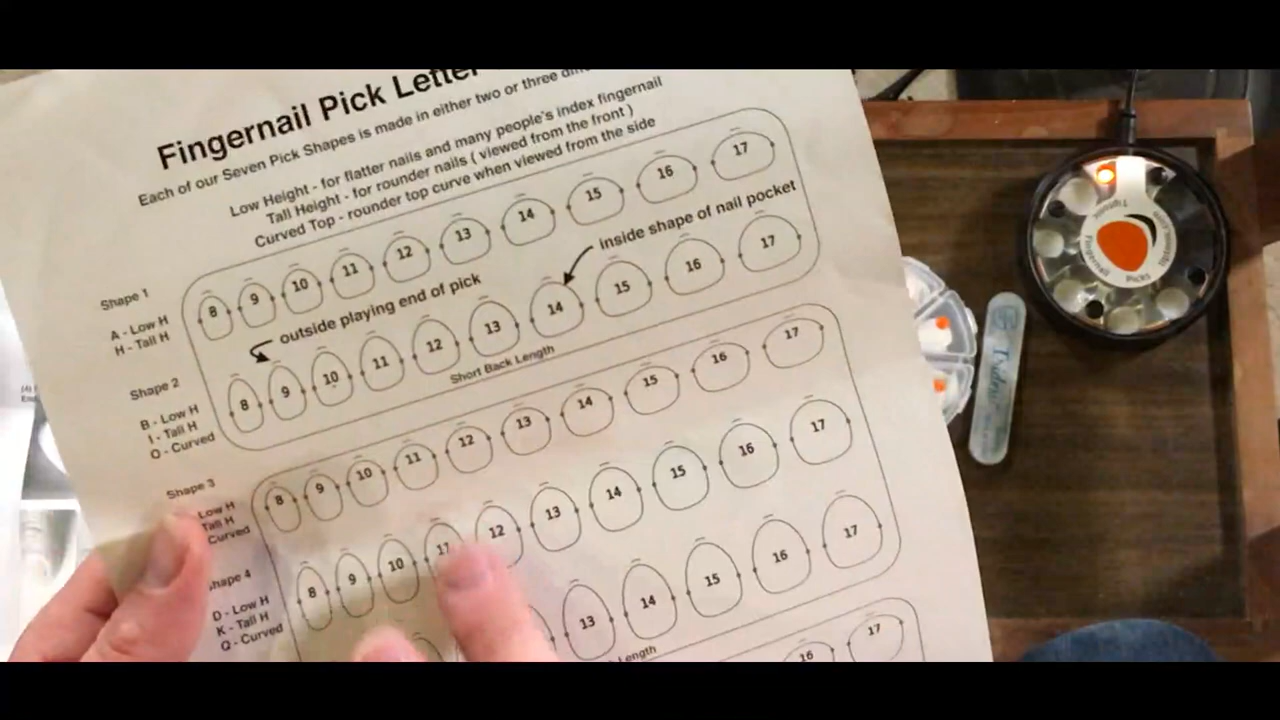 Fingernail Pick Letter
Each of our Seven Pick Shapes is made in either two or three
Low Height - for flatter nails and many people's index fingernail
Tall Height - for rounder nails ( viewed from the front )
Curved Top - rounder top curve when viewed from the side
Shape 1
A - Low H
H - Tall H
8 9 10 11 12 13 14 15 16 17
outside playing end of pick
inside shape of nail pocket
Shape 2
B - Low H
I - Tall H
O - Curved
8 9 10 11 12 13 14 15 16 17
Short Back Length
Shape 3
Low H
Tall H
Curved
8 9 10 11 12 13 14 15 16 17
Shape 4
D - Low H
K - Tall H
Q - Curved
8 9 10 11 12 13 14 15 16 17
13 14 15 16 17
Length
16 17
Fingernail
Picks